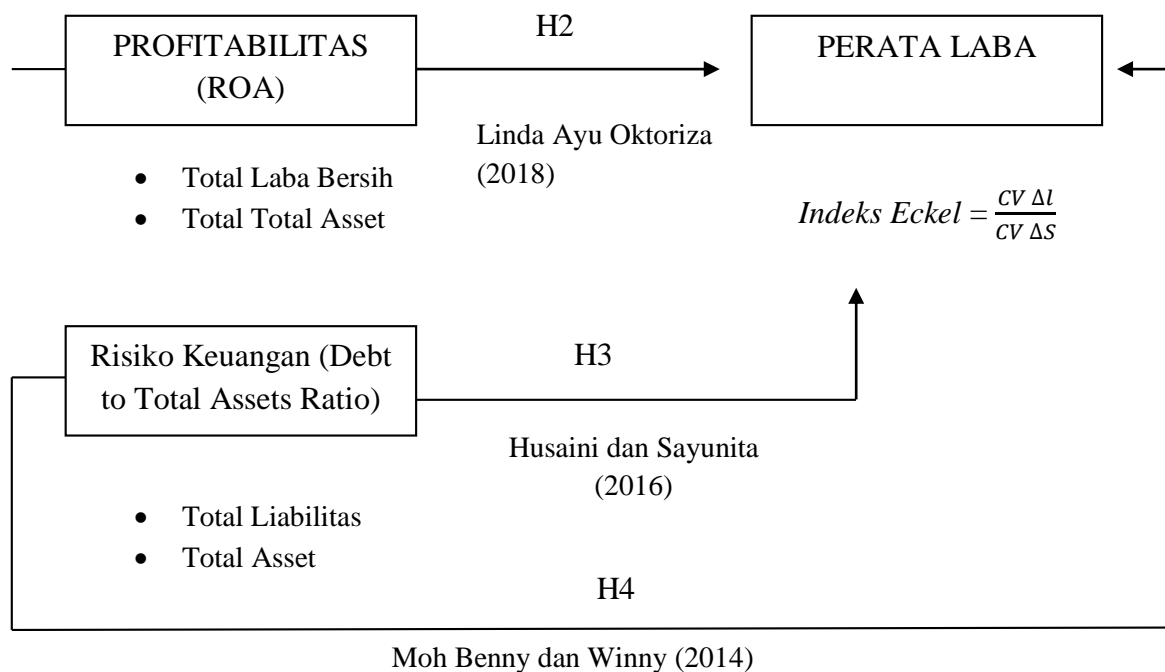 H2
PROFITABILITAS
(ROA)
PERATA LABA
Linda Ayu Oktoriza
(2018)
• Total Laba Bersih
• Total Total Asset
Indeks Eckel = CV Δl / CV ΔS
Risiko Keuangan (Debt
to Total Assets Ratio)
H3
Husaini dan Sayunita
(2016)
• Total Liabilitas
• Total Asset
H4
Moh Benny dan Winny (2014)